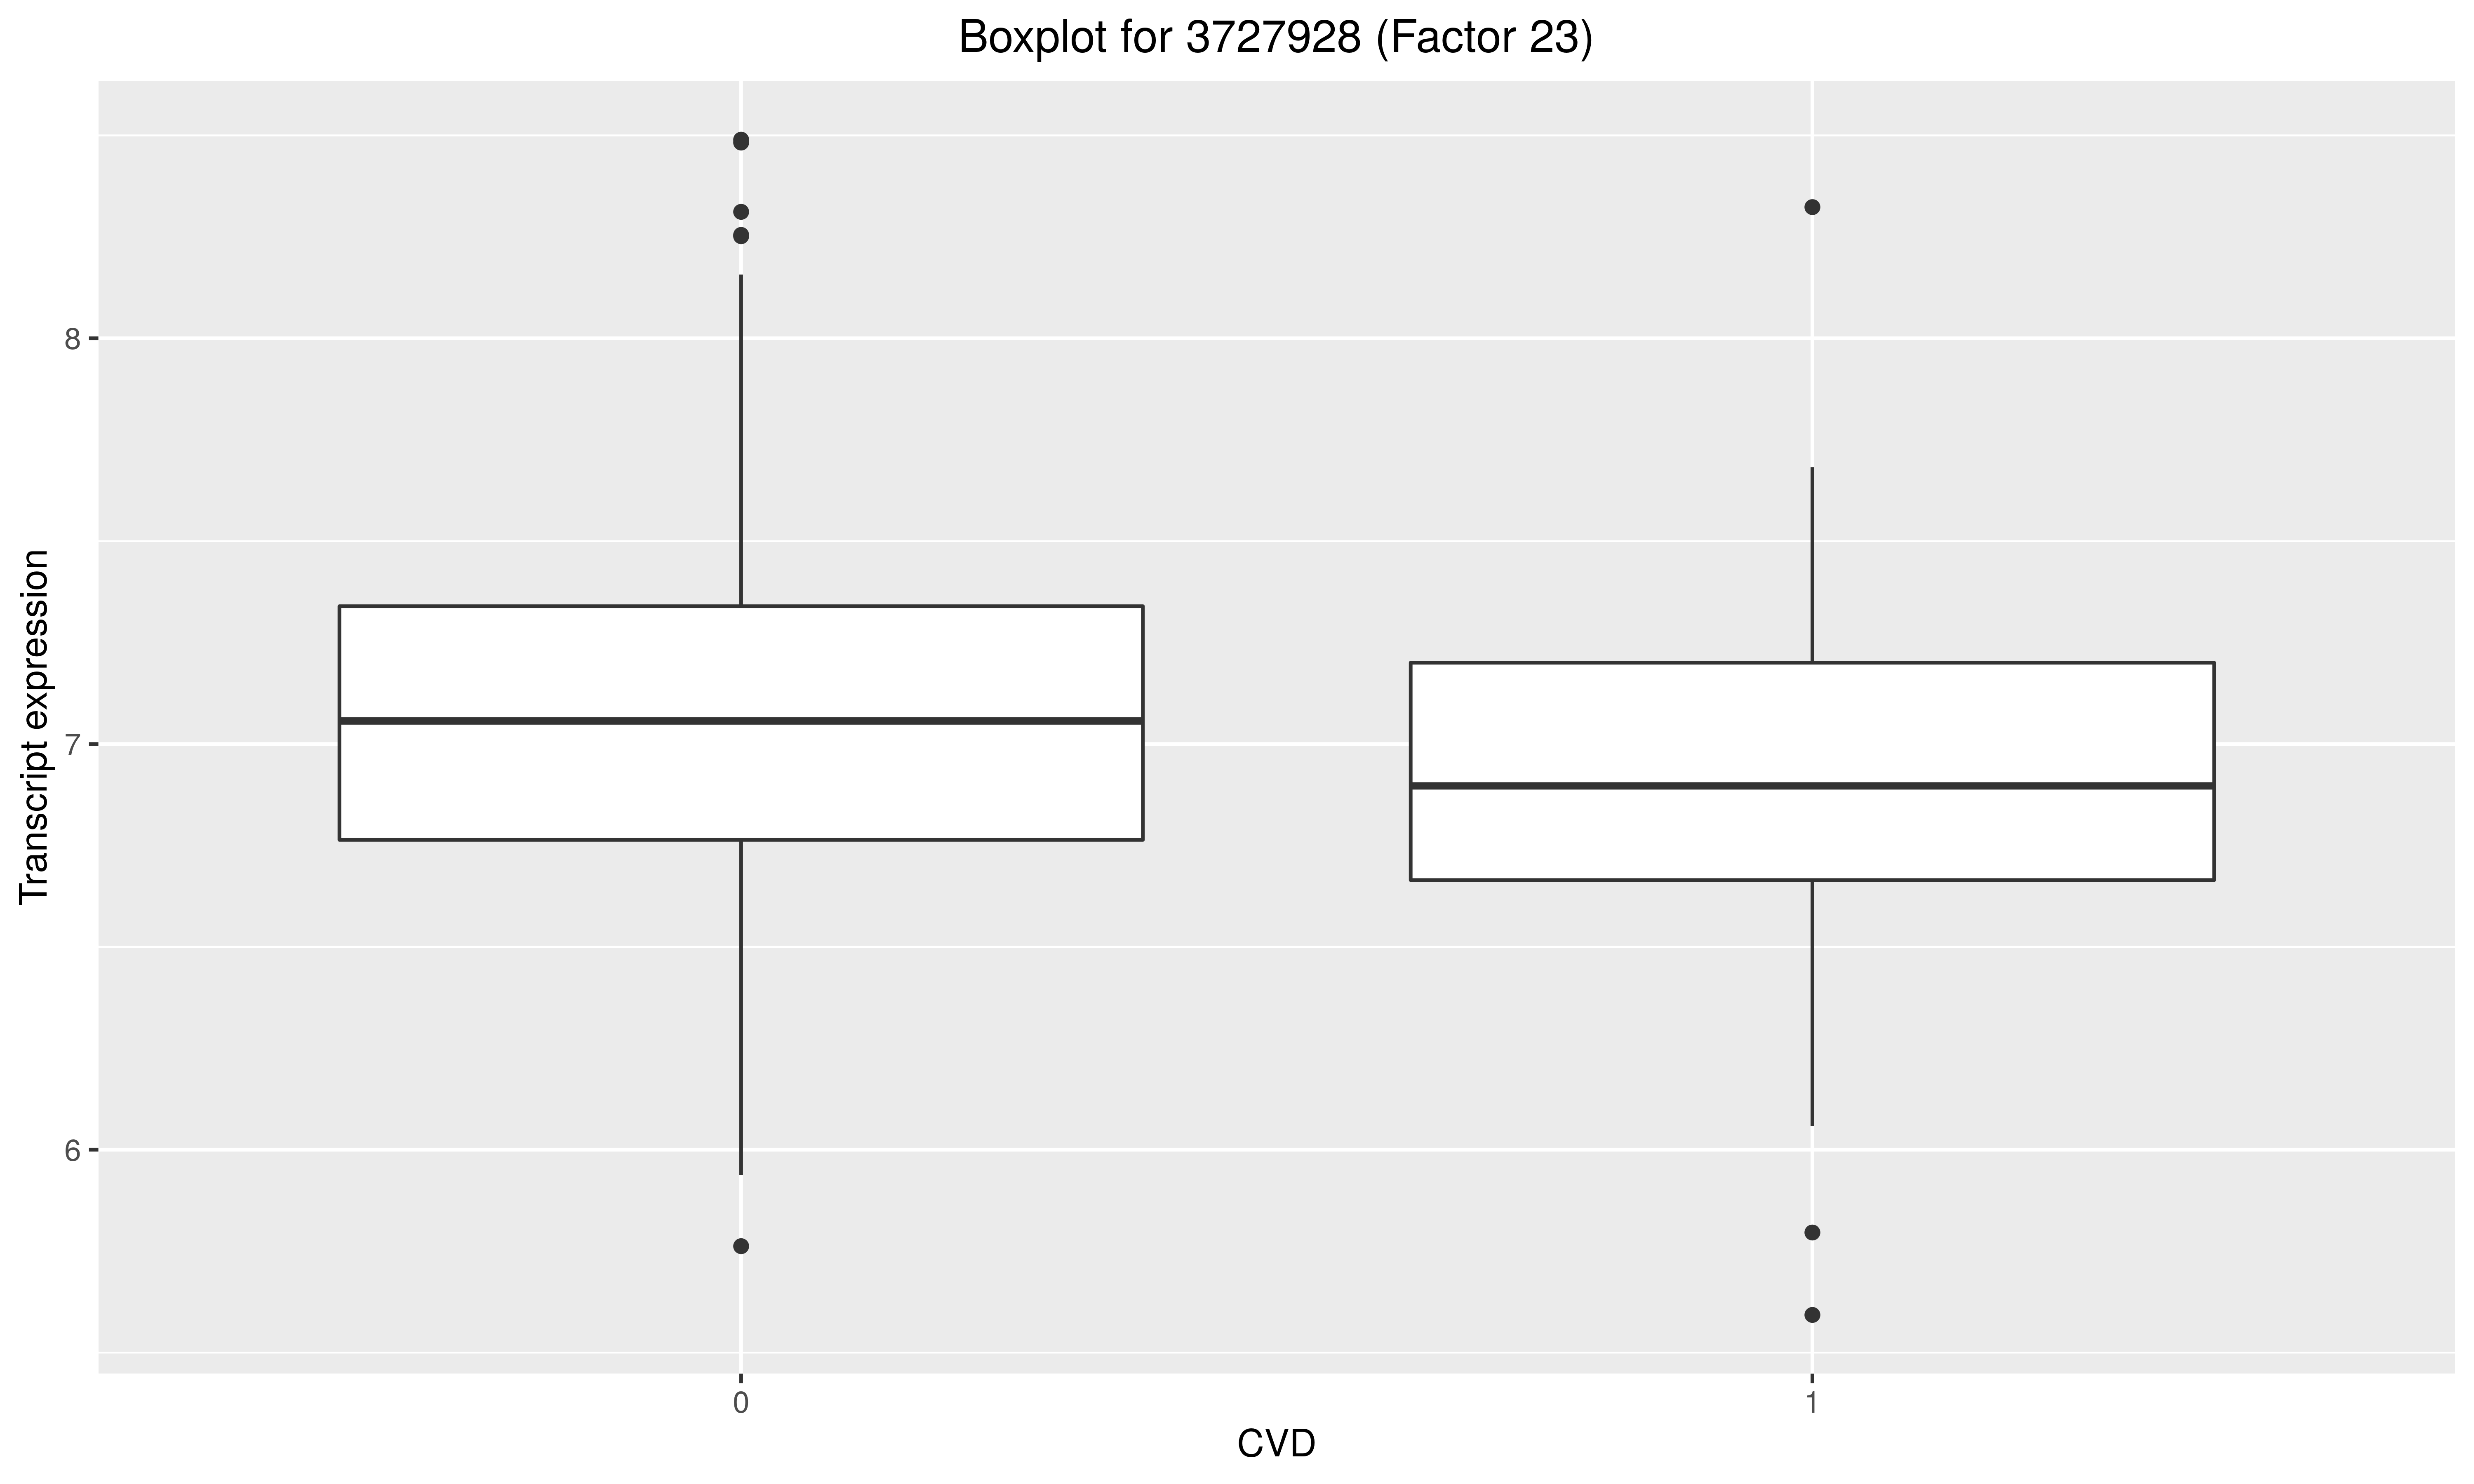 Boxplot for 3727928 (Factor 23)
Transcript expression
8
7
6
0
1
CVD